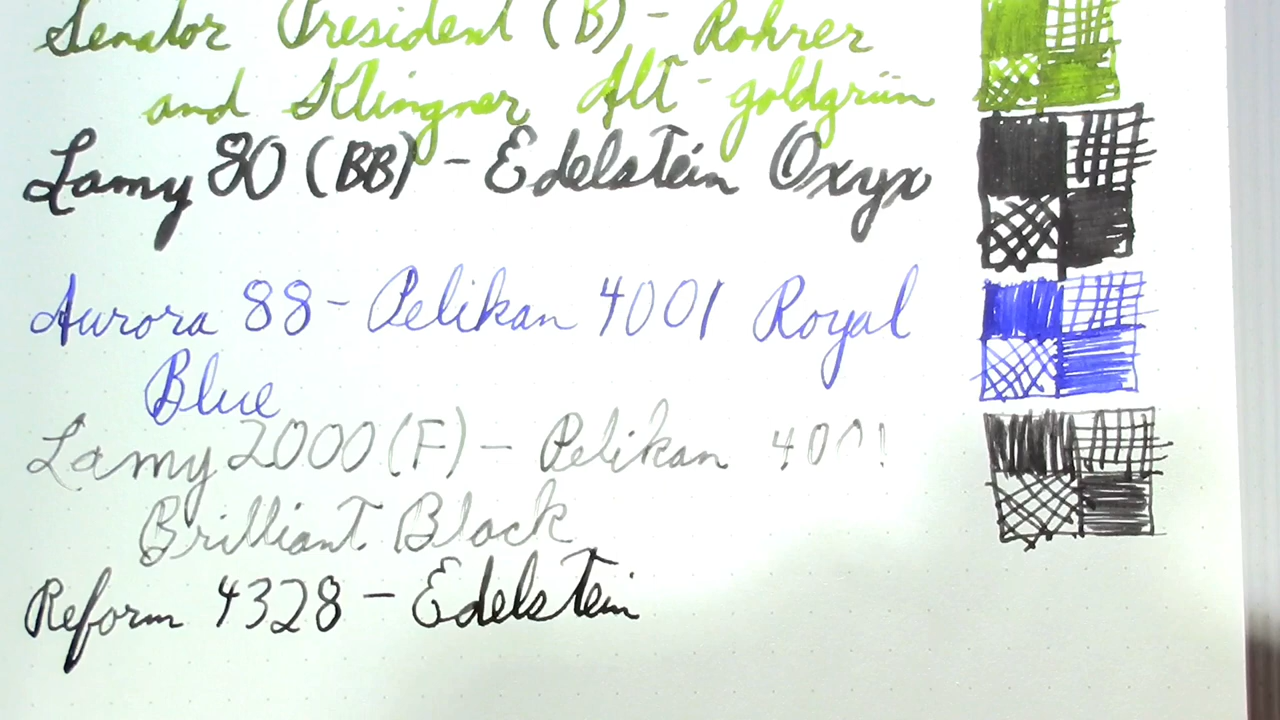 Senator President (B) - Rohrer
and Klingner Alt-goldgrün
Lamy 80 (BB) - Edelstein Oxyx
Aurora 88 - Pelikan 4001 Royal
Blue
Lamy 2000 (F) - Pelikan 4001
Brilliant Black
Reform 4328 - Edelstein